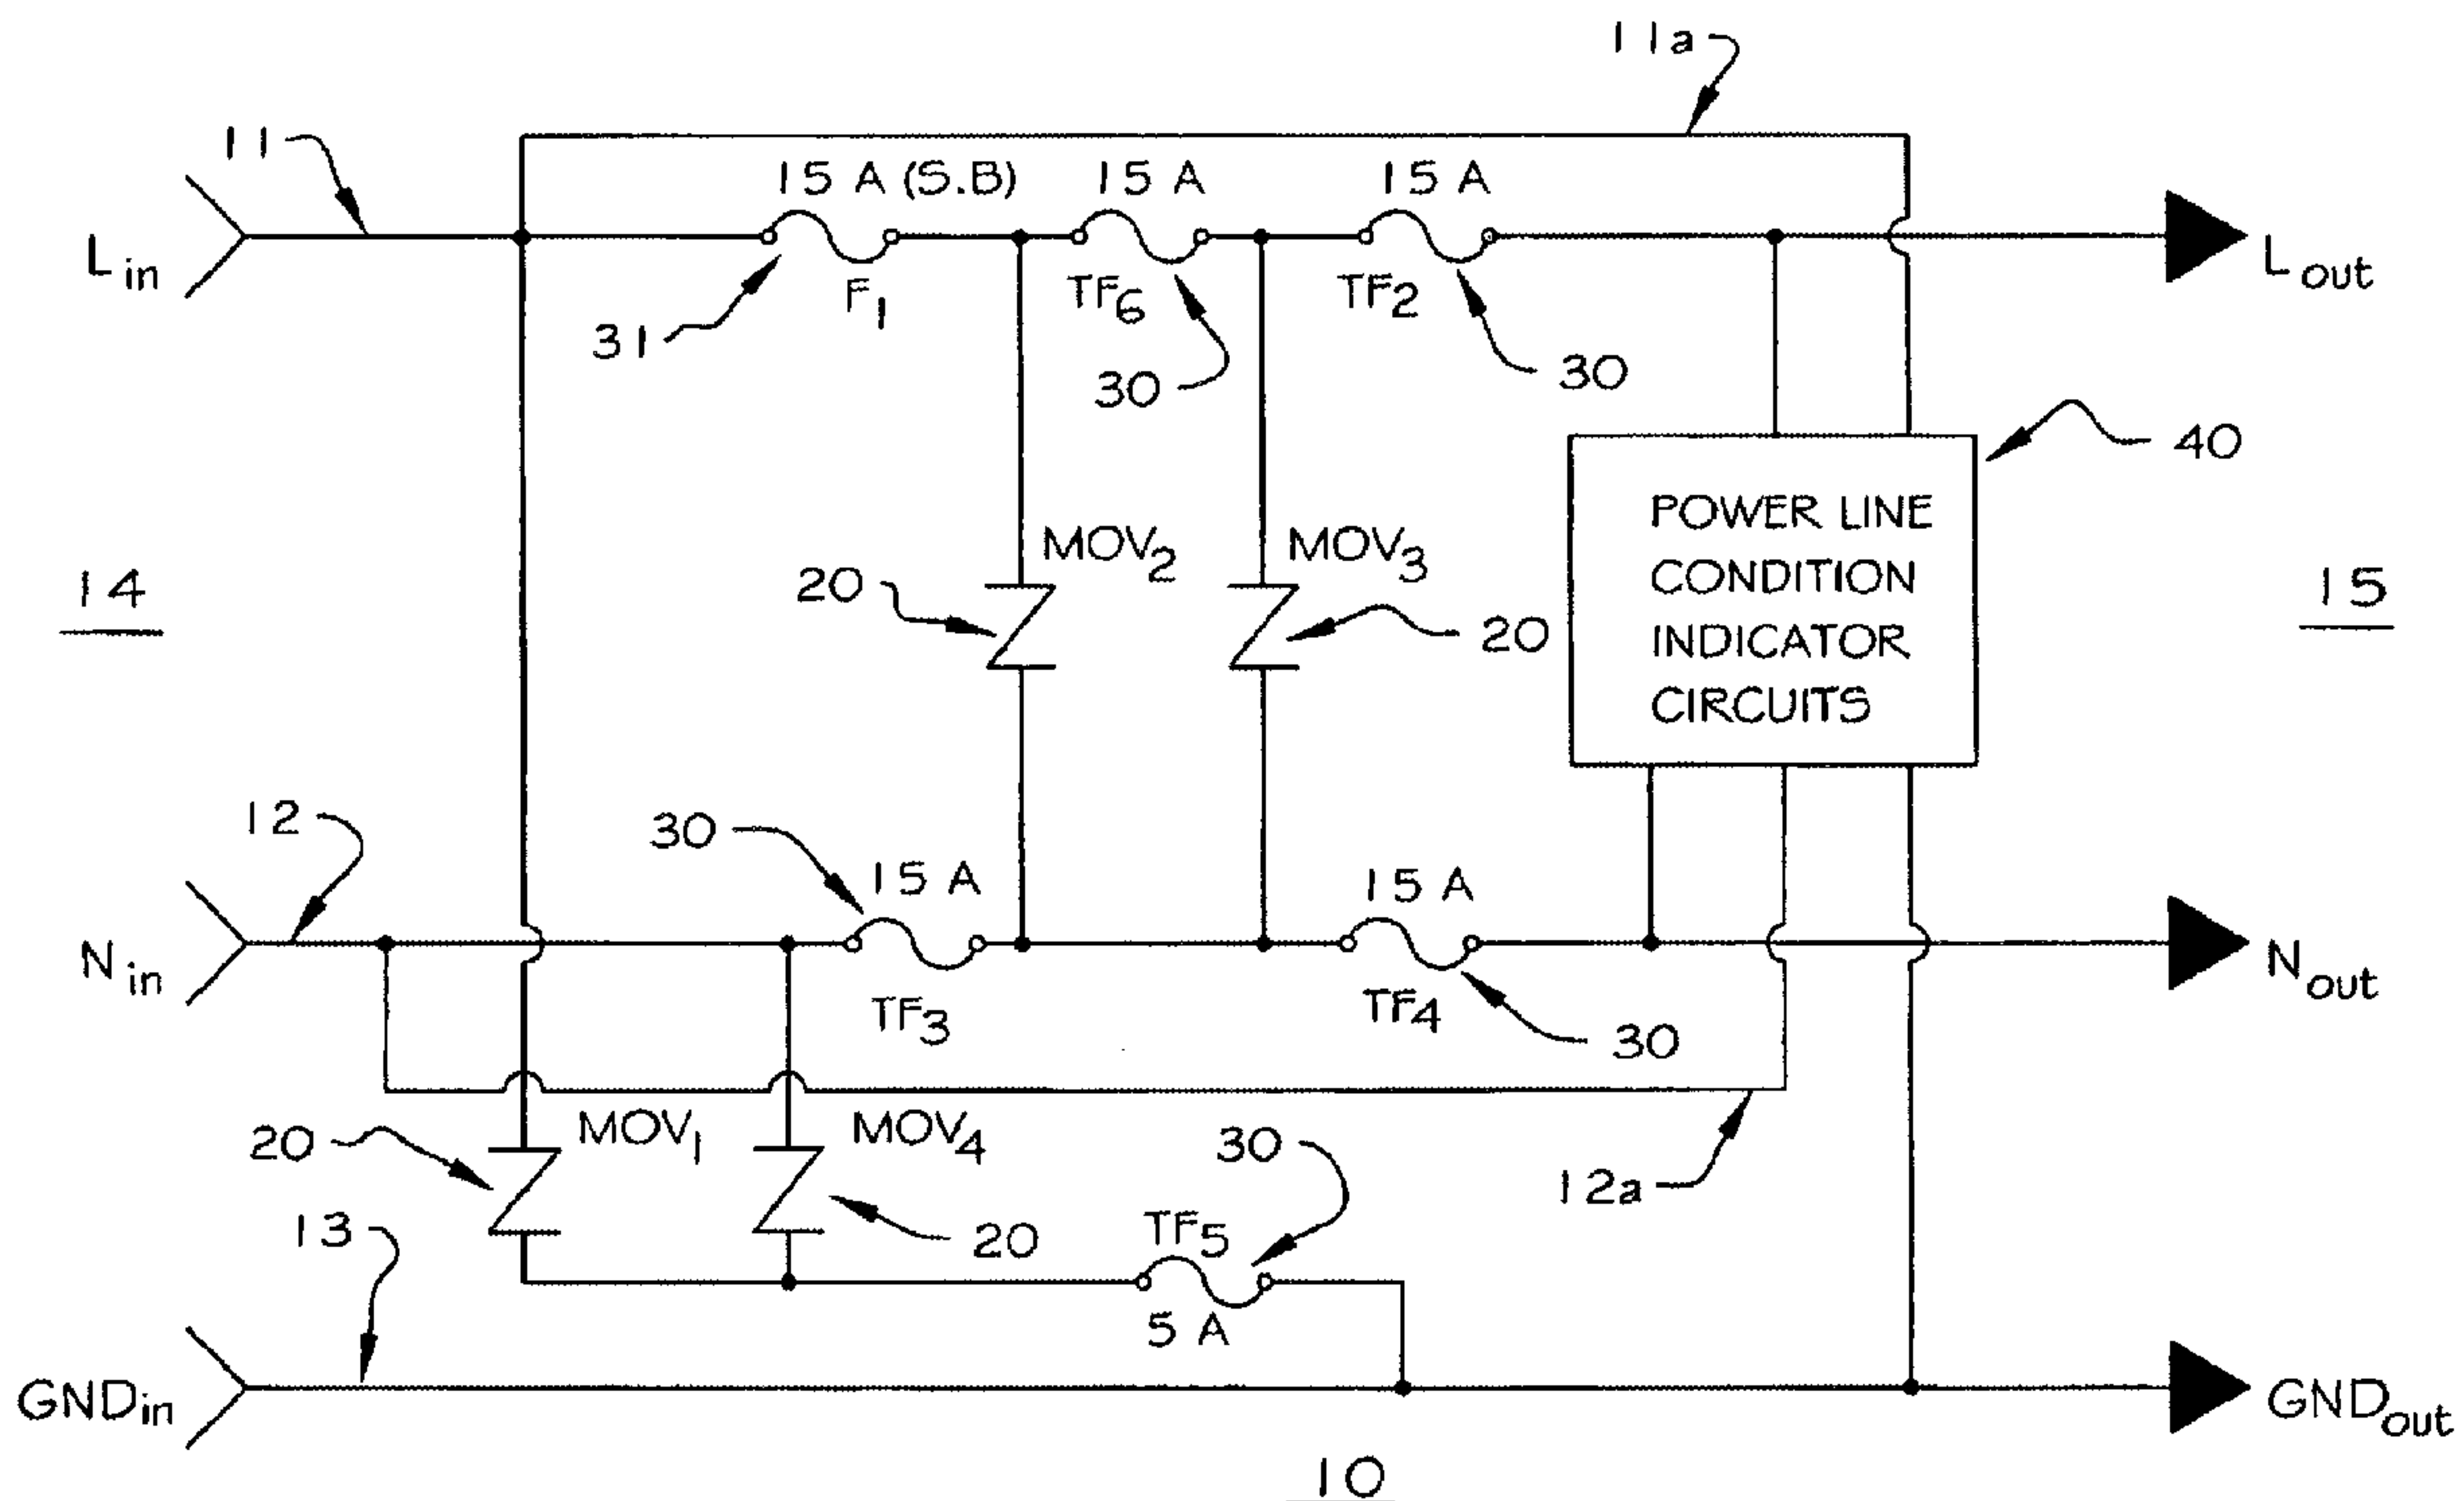 11a
11
15 A (S.B)
15 A
15 A
Lin
F1
TF6
TF2
Lout
31
30
30
40
POWER LINE
CONDITION
INDICATOR
CIRCUITS
MOV2
MOV3
20
20
14
15
12
30
15 A
15 A
Nin
TF3
TF4
Nout
30
MOV1
MOV4
20
20
30
12a
13
TF5
5 A
GNDin
GNDout
10